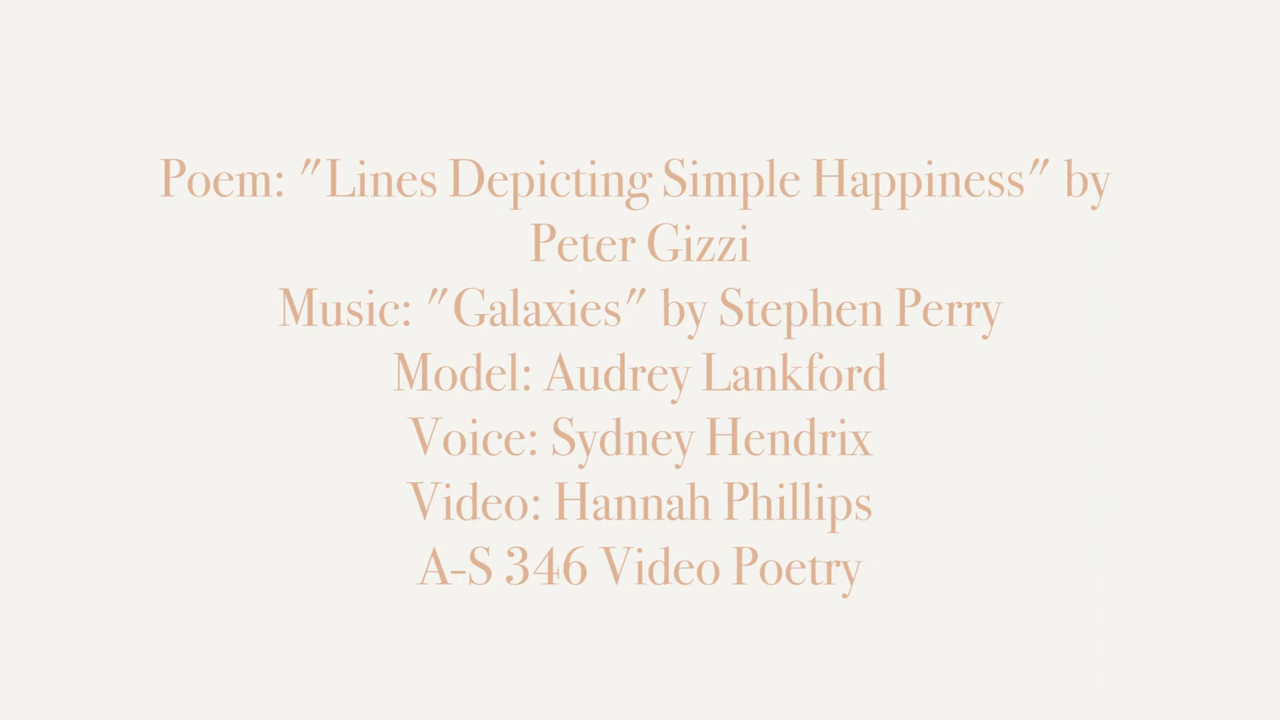 Poem: "Lines Depicting Simple Happiness" by
Peter Gizzi
Music: "Galaxies" by Stephen Perry
Model: Audrey Lankford
Voice: Sydney Hendrix
Video: Hannah Phillips
A-S 346 Video Poetry